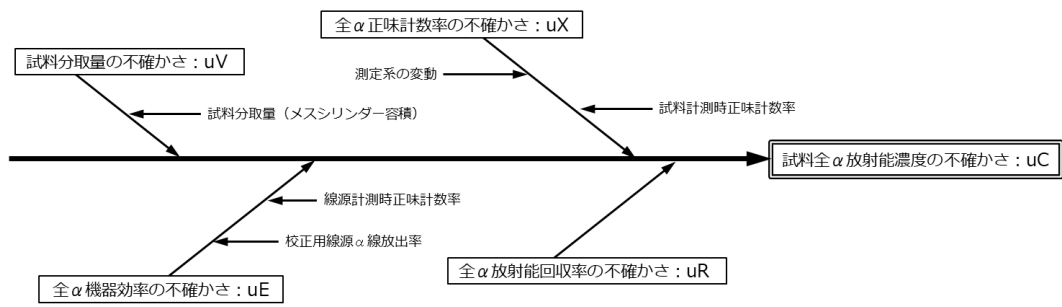 全α正味計数率の不確かさ：uX
試料分取量の不確かさ：uV
測定系の変動
試料分取量（メスシリンダー容積）
試料計測時正味計数率
試料全α放射能濃度の不確かさ：uC
線源計測時正味計数率
校正用線源α線放出率
全α放射能回収率の不確かさ：uR
全α機器効率の不確かさ：uE